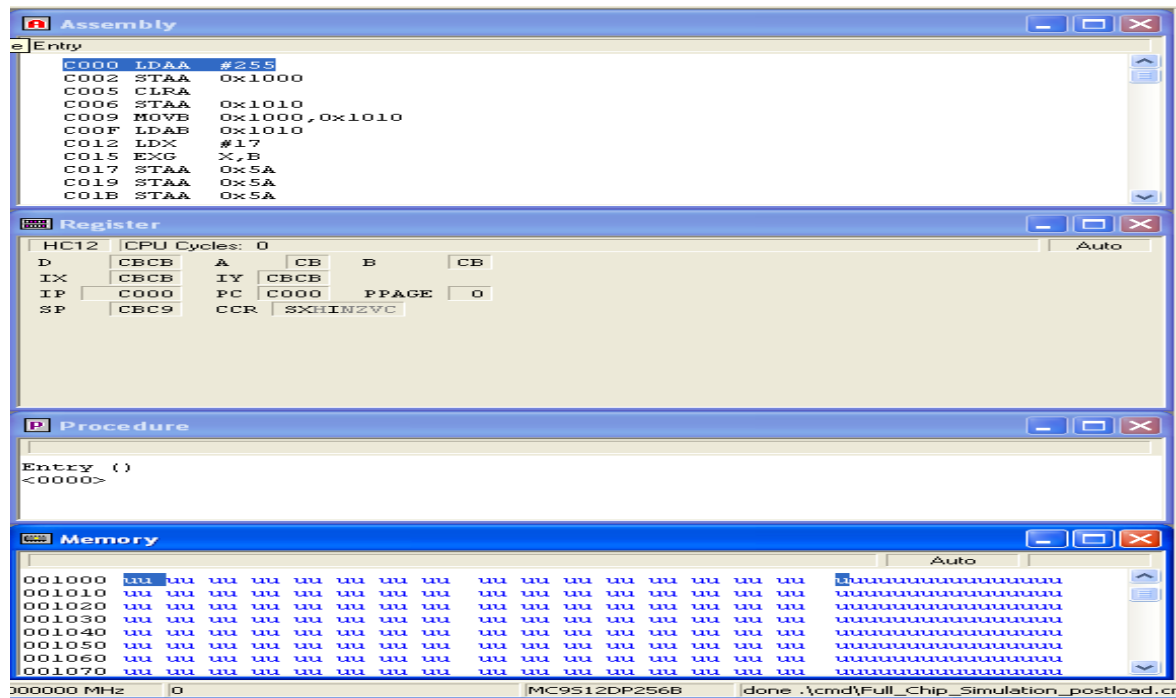 Assembly
e Entry
C000 LDAA #255
C002 STAA 0x1000
C005 CLRA
C006 STAA 0x1010
C009 MOVB 0x1000,0x1010
C00F LDAB 0x1010
C012 LDX #17
C015 EXG X,B
C017 STAA 0x5A
C019 STAA 0x5A
C01B STAA 0x5A
Register
HC12 CPU Cycles: 0 Auto
D CBCB A CB B CB
IX CBCB IY CBCB
IP C000 PC C000 PPAGE 0
SP CBC9 CCR SXHINZVC
Procedure
Entry ()
<0000>
Memory
Auto
001000 uu uu uu uu uu uu uu uu uu uu uu uu uu uu uu uu uuuuuuuuuuuuuuuu
001010 uu uu uu uu uu uu uu uu uu uu uu uu uu uu uu uu uuuuuuuuuuuuuuuu
001020 uu uu uu uu uu uu uu uu uu uu uu uu uu uu uu uu uuuuuuuuuuuuuuuu
001030 uu uu uu uu uu uu uu uu uu uu uu uu uu uu uu uu uuuuuuuuuuuuuuuu
001040 uu uu uu uu uu uu uu uu uu uu uu uu uu uu uu uu uuuuuuuuuuuuuuuu
001050 uu uu uu uu uu uu uu uu uu uu uu uu uu uu uu uu uuuuuuuuuuuuuuuu
001060 uu uu uu uu uu uu uu uu uu uu uu uu uu uu uu uu uuuuuuuuuuuuuuuu
001070 uu uu uu uu uu uu uu uu uu uu uu uu uu uu uu uu uuuuuuuuuuuuuuuu
000000 MHz 0 MC9S12DP256B done .\cmd\Full_Chip_Simulation_postload.c